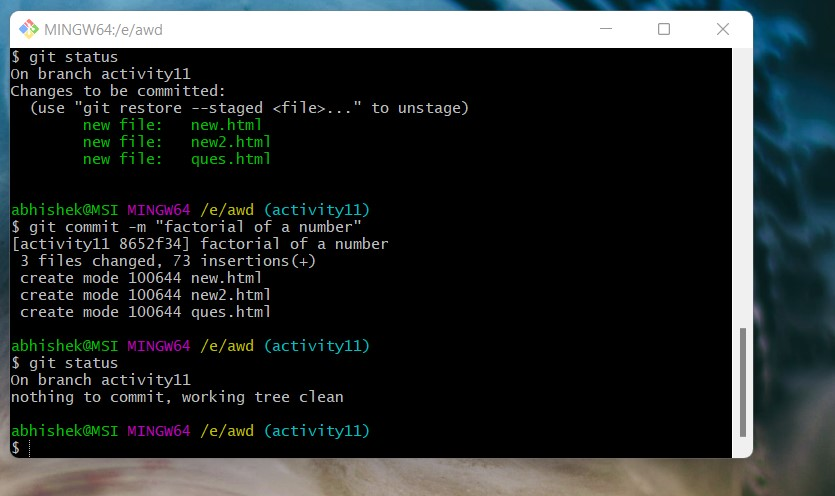 MINGW64:/e/awd
$ git status
On branch activity11
Changes to be committed:
  (use "git restore --staged <file>..." to unstage)
        new file:   new.html
        new file:   new2.html
        new file:   ques.html
abhishek@MSI MINGW64 /e/awd (activity11)
$ git commit -m "factorial of a number"
[activity11 8652f34] factorial of a number
 3 files changed, 73 insertions(+)
 create mode 100644 new.html
 create mode 100644 new2.html
 create mode 100644 ques.html
abhishek@MSI MINGW64 /e/awd (activity11)
$ git status
On branch activity11
nothing to commit, working tree clean
abhishek@MSI MINGW64 /e/awd (activity11)
$